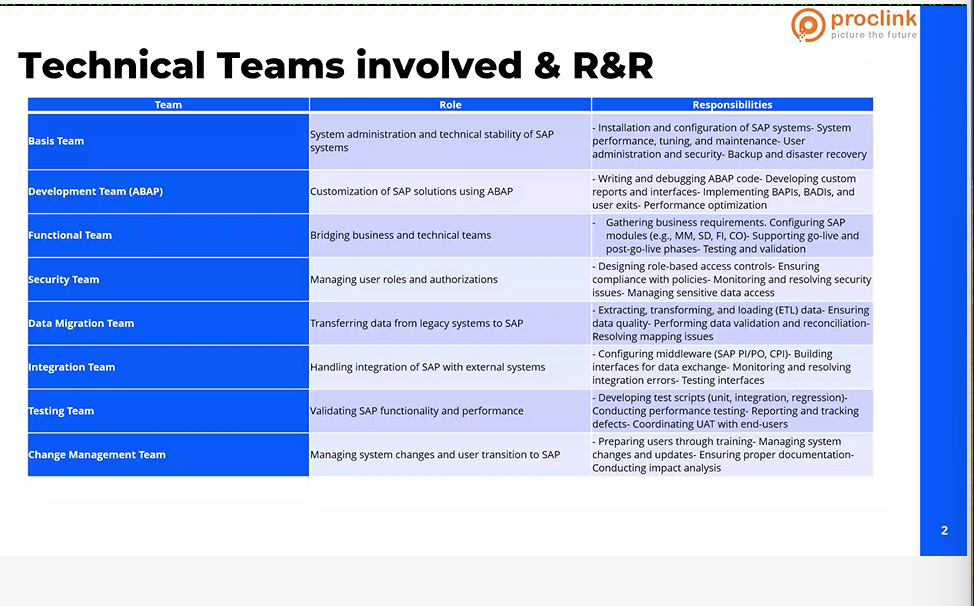 proclink
picture the future
Technical Teams involved & R&R
Team
Role
Responsibilities
Basis Team
System administration and technical stability of SAP
systems
- Installation and configuration of SAP systems- System
performance, tuning, and maintenance- User
administration and security- Backup and disaster recovery
Development Team (ABAP)
Customization of SAP solutions using ABAP
- Writing and debugging ABAP code- Developing custom
reports and interfaces- Implementing BAPIs, BADIs, and
user exits- Performance optimization
Functional Team
Bridging business and technical teams
- Gathering business requirements. Configuring SAP
modules (e.g., MM, SD, FI, CO)- Supporting go-live and
post-go-live phases- Testing and validation
Security Team
Managing user roles and authorizations
- Designing role-based access controls- Ensuring
compliance with policies- Monitoring and resolving security
issues- Managing sensitive data access
Data Migration Team
Transferring data from legacy systems to SAP
- Extracting, transforming, and loading (ETL) data- Ensuring
data quality- Performing data validation and reconciliation-
Resolving mapping issues
Integration Team
Handling integration of SAP with external systems
- Configuring middleware (SAP PI/PO, CPI)- Building
interfaces for data exchange- Monitoring and resolving
integration errors- Testing interfaces
Testing Team
Validating SAP functionality and performance
- Developing test scripts (unit, integration, regression)-
Conducting performance testing- Reporting and tracking
defects- Coordinating UAT with end-users
Change Management Team
Managing system changes and user transition to SAP
- Preparing users through training- Managing system
changes and updates- Ensuring proper documentation-
Conducting impact analysis
2